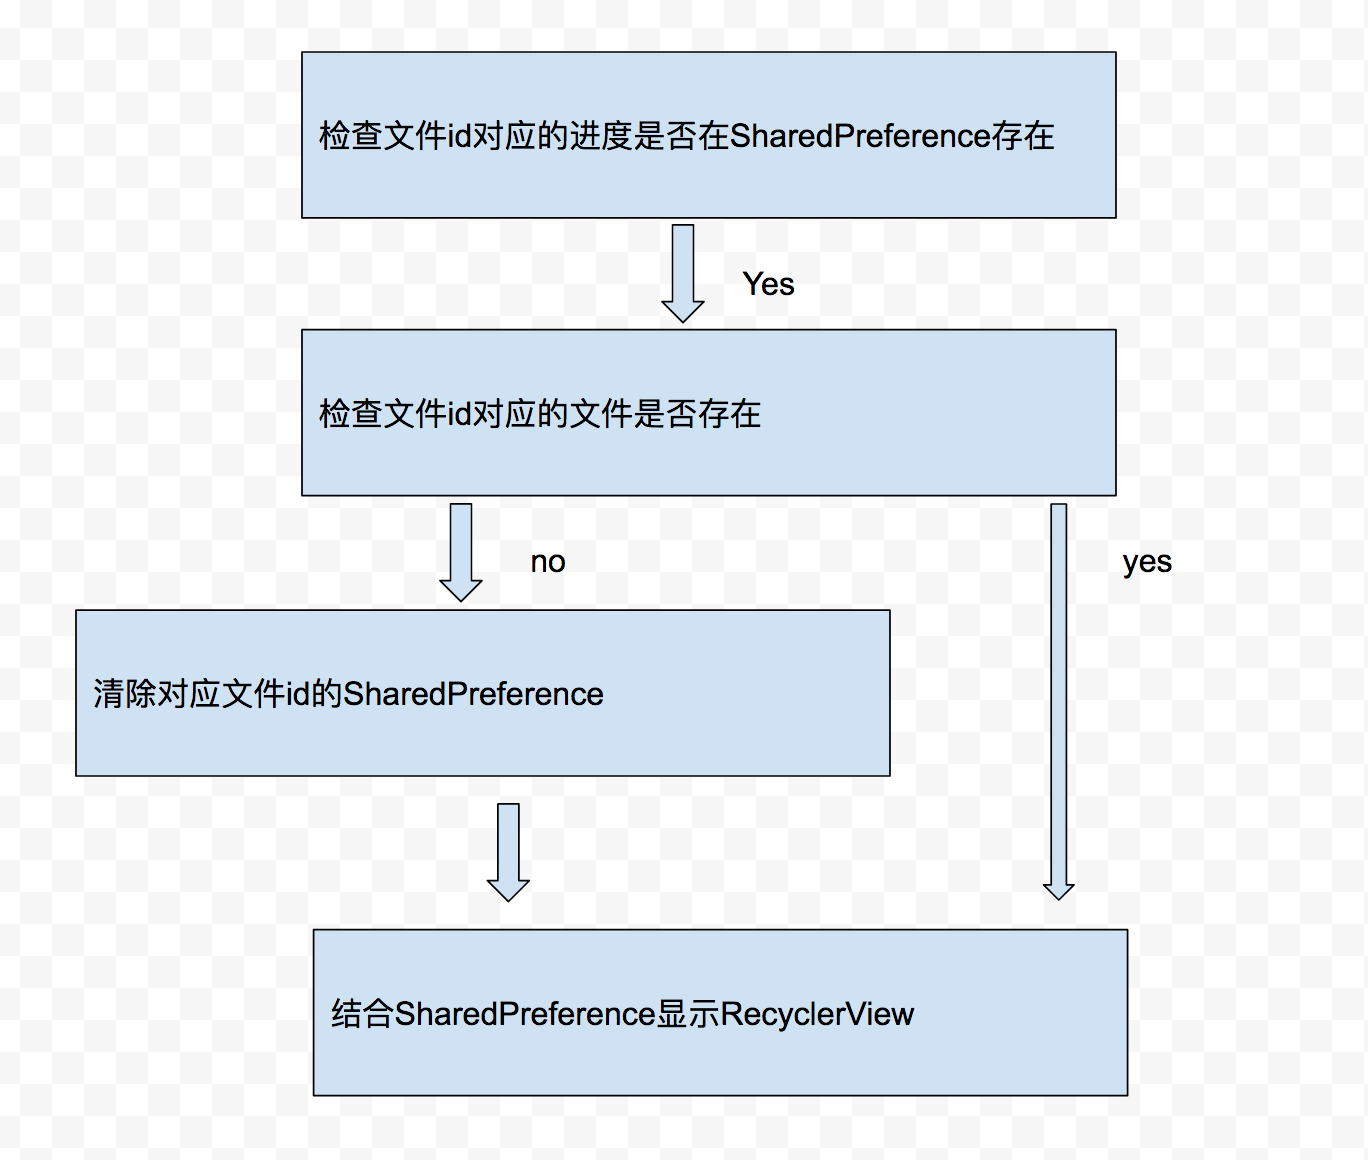 检查文件id对应的进度是否在SharedPreference存在
Yes
检查文件id对应的文件是否存在
no
yes
清除对应文件id的SharedPreference
结合SharedPreference显示RecyclerView